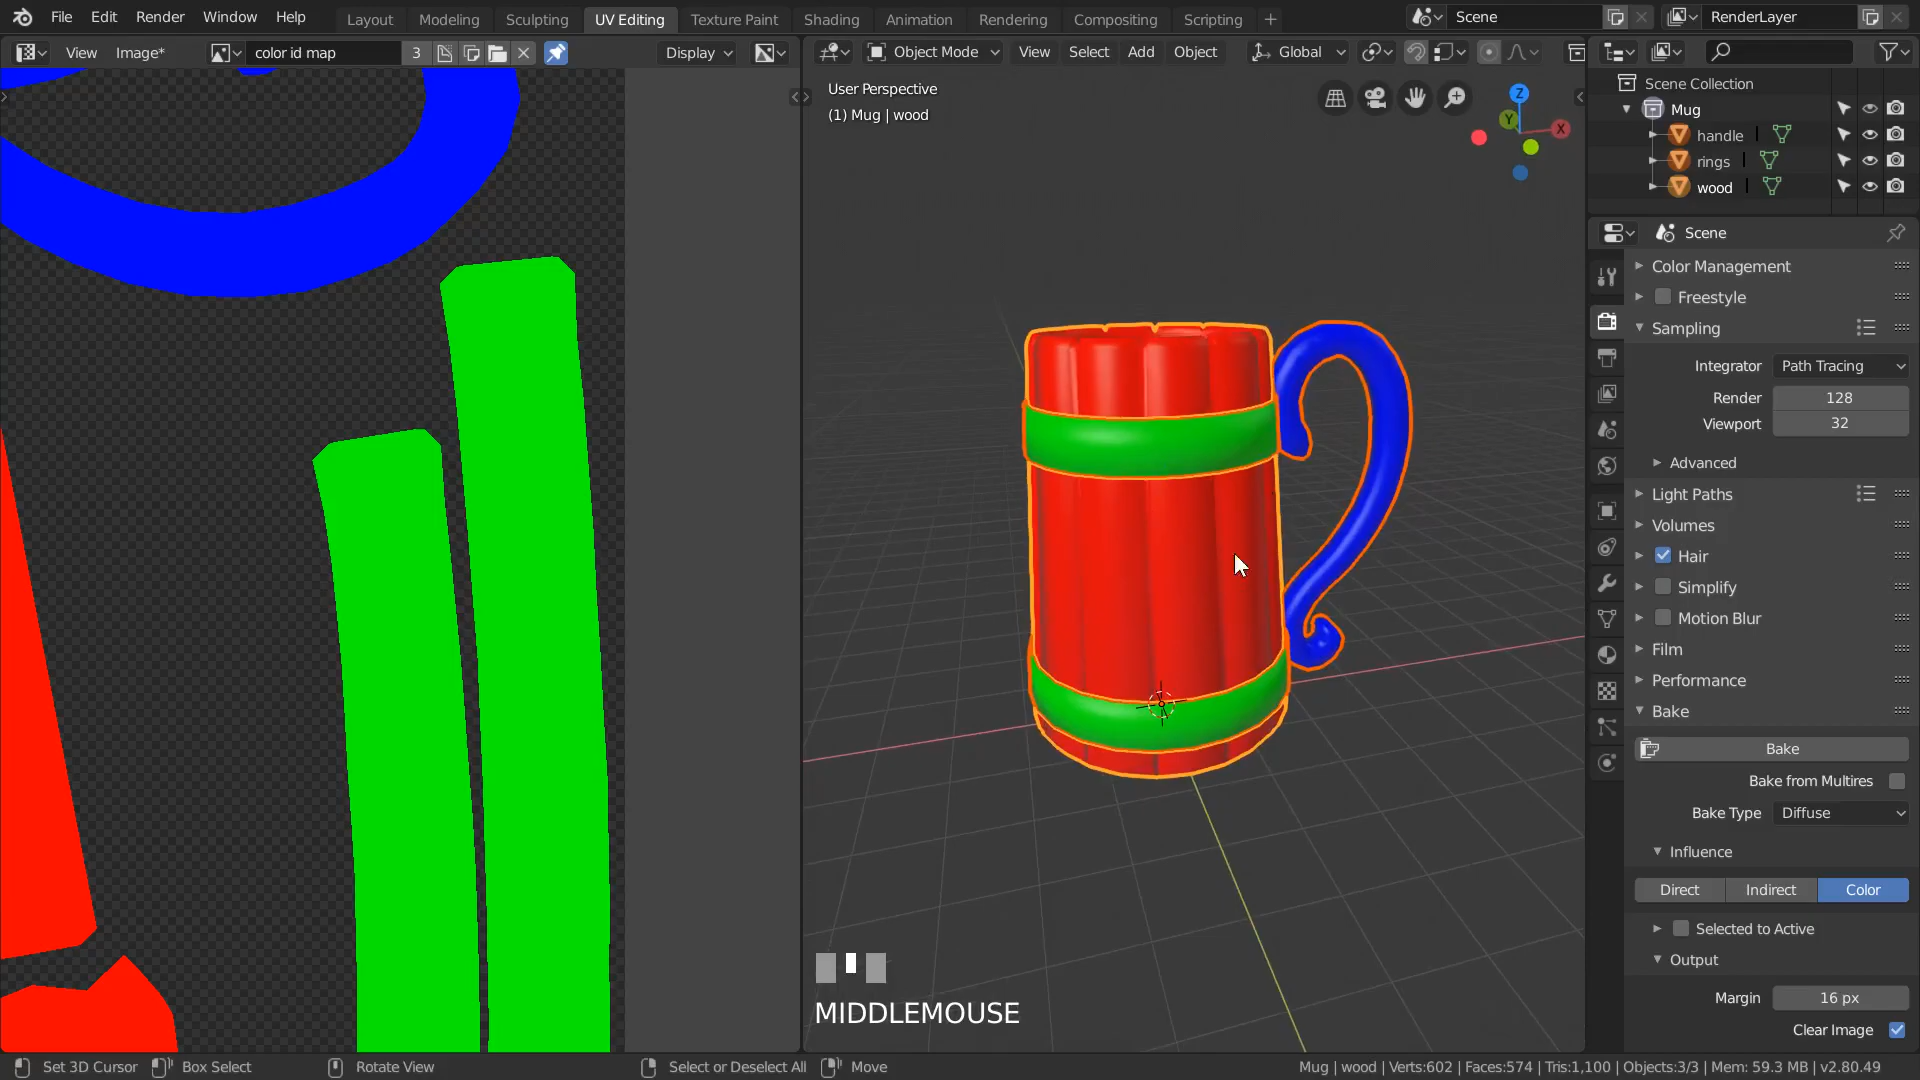 File Edit Render Window Help
Layout Modeling Sculpting UV Editing Texture Paint Shading Animation Rendering Compositing Scripting +
Scene
RenderLayer
View Image*
color id map
3
Display
Object Mode
View Select Add Object
Global
User Perspective
(1) Mug | wood
Z
Y
X
MIDDLEMOUSE
Scene Collection
Mug
handle
rings
wood
Scene
Color Management
Freestyle
Sampling
Integrator Path Tracing
Render 128
Viewport 32
Advanced
Light Paths
Volumes
Hair
Simplify
Motion Blur
Film
Performance
Bake
Bake
Bake from Multires
Bake Type Diffuse
Influence
Direct Indirect Color
Selected to Active
Output
Margin 16 px
Clear Image
Set 3D Cursor
Box Select
Rotate View
Select or Deselect All
Move
Mug | wood | Verts:602 | Faces:574 | Tris:1,100 | Objects:3/3 | Mem: 59.3 MB | v2.80.49